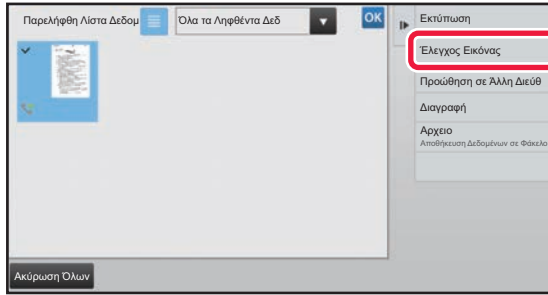 Παρελήφθη Λίστα Δεδομ
Όλα τα Ληφθέντα Δεδ
OK
Εκτύπωση
Έλεγχος Εικόνας
Προώθηση σε Άλλη Διεύθ
Διαγραφή
Αρχειο
Αποθήκευση Δεδομένων σε Φάκελο
Ακύρωση Όλων